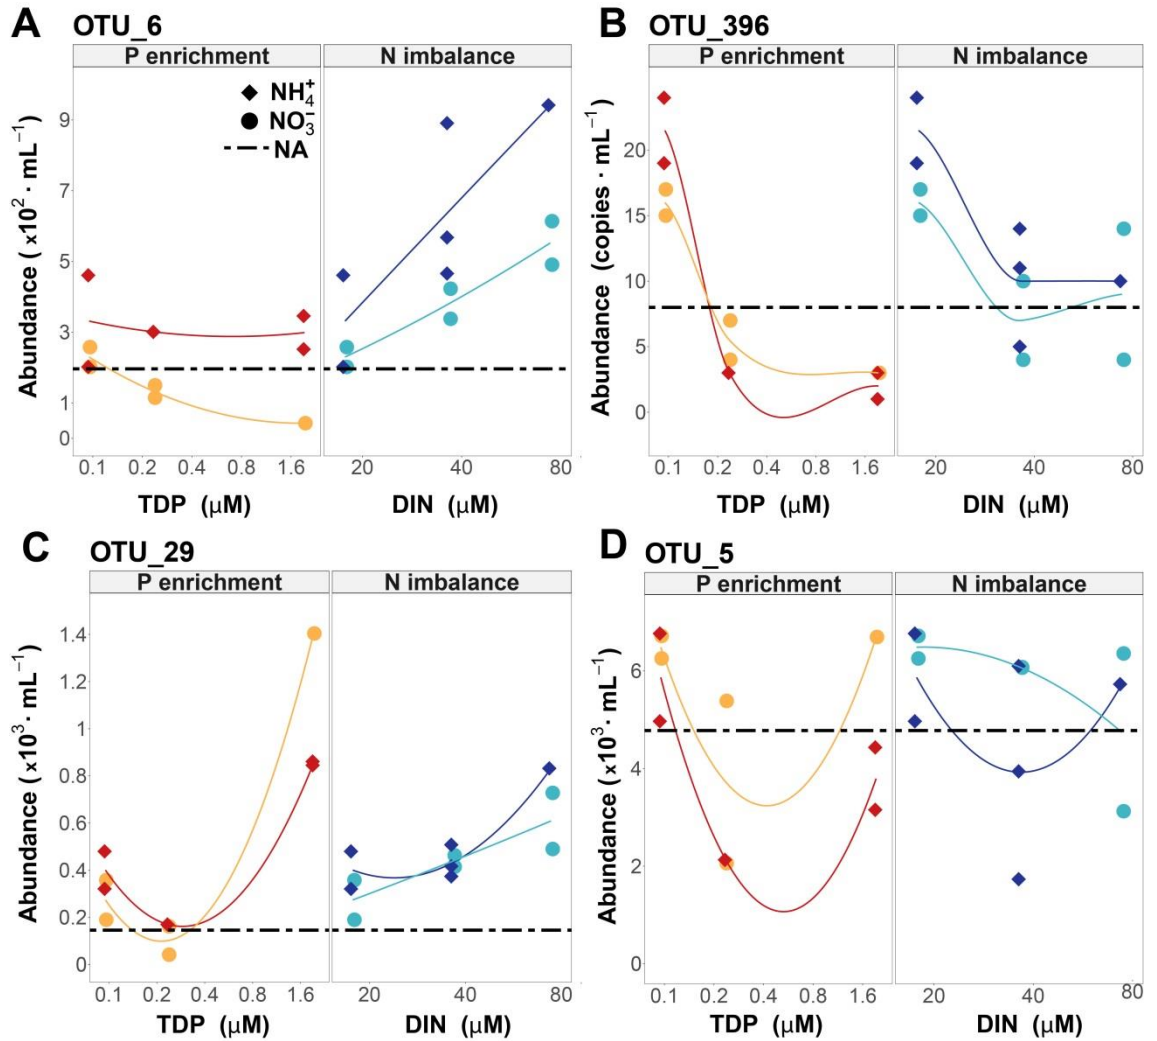 A OTU_6
P enrichment N imbalance
NH₄⁺
NO₃⁻
NA
Abundance ( x10² · mL⁻¹)
9
7
5
3
1
0
0.1 0.2 0.4 0.8 1.6 20 40 80
TDP (µM) DIN (µM)
B OTU_396
P enrichment N imbalance
Abundance (copies · mL⁻¹)
20
15
10
5
0
0.1 0.2 0.4 0.8 1.6 20 40 80
TDP (µM) DIN (µM)
C OTU_29
P enrichment N imbalance
Abundance ( x10³ · mL⁻¹)
1.4
1.2
1
0.8
0.6
0.4
0.2
0
0.1 0.2 0.4 0.8 1.6 20 40 80
TDP (µM) DIN (µM)
D OTU_5
P enrichment N imbalance
Abundance ( x10³ · mL⁻¹)
6
4
2
0
0.1 0.2 0.4 0.8 1.6 20 40 80
TDP (µM) DIN (µM)